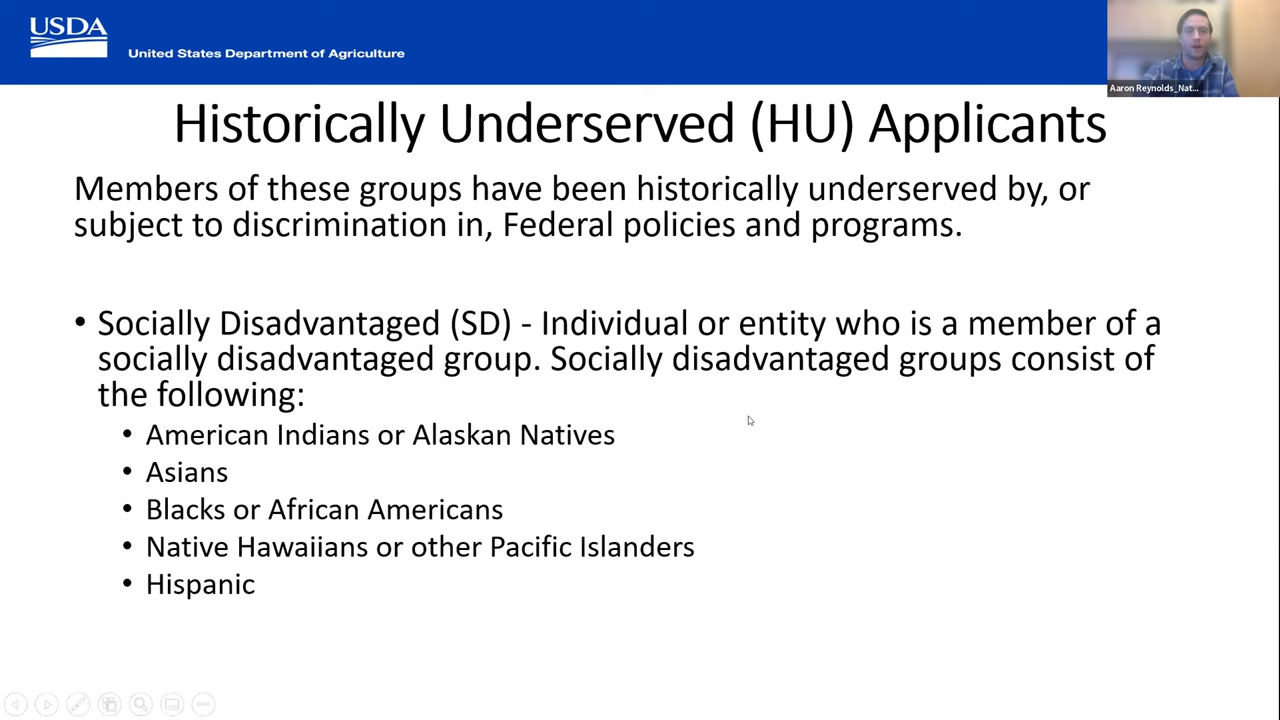 USDA
United States Department of Agriculture
Aaron Reynolds_Nat...
Historically Underserved (HU) Applicants
Members of these groups have been historically underserved by, or
subject to discrimination in, Federal policies and programs.
• Socially Disadvantaged (SD) - Individual or entity who is a member of a
socially disadvantaged group. Socially disadvantaged groups consist of
the following:
• American Indians or Alaskan Natives
• Asians
• Blacks or African Americans
• Native Hawaiians or other Pacific Islanders
• Hispanic